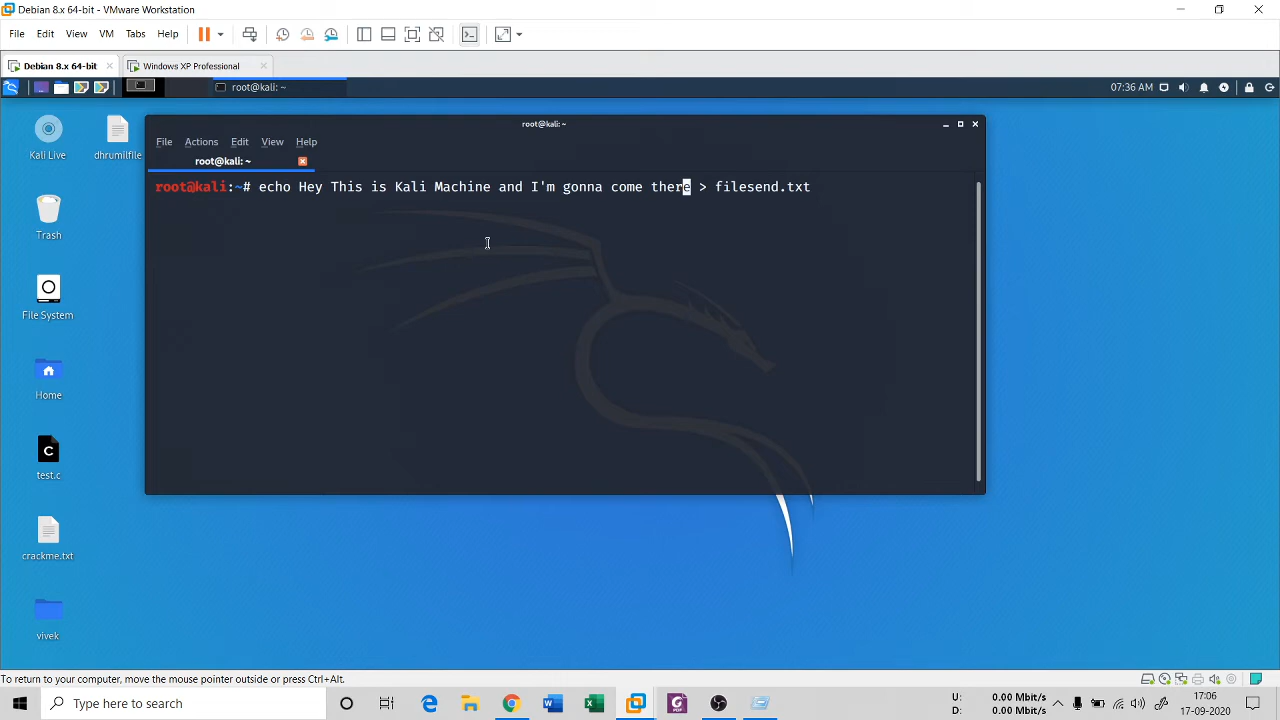 Debian 8.x 64-bit - VMware Workstation
File Edit View VM Tabs Help
Debian 8.x 64-bit Windows XP Professional
root@kali: ~ 07:36 AM
root@kali:~
File Actions Edit View Help
root@kali: ~
root@kali:~# echo Hey This is Kali Machine and I'm gonna come there > filesend.txt
Kali Live dhrumilfile
Trash
File System
Home
C
test.c
crackme.txt
vivek
To return to your computer, move the mouse pointer outside or press Ctrl+Alt.
Type here to search
U: 0.00 Mbit/s
D: 0.00 Mbit/s
17:06
17-09-2020